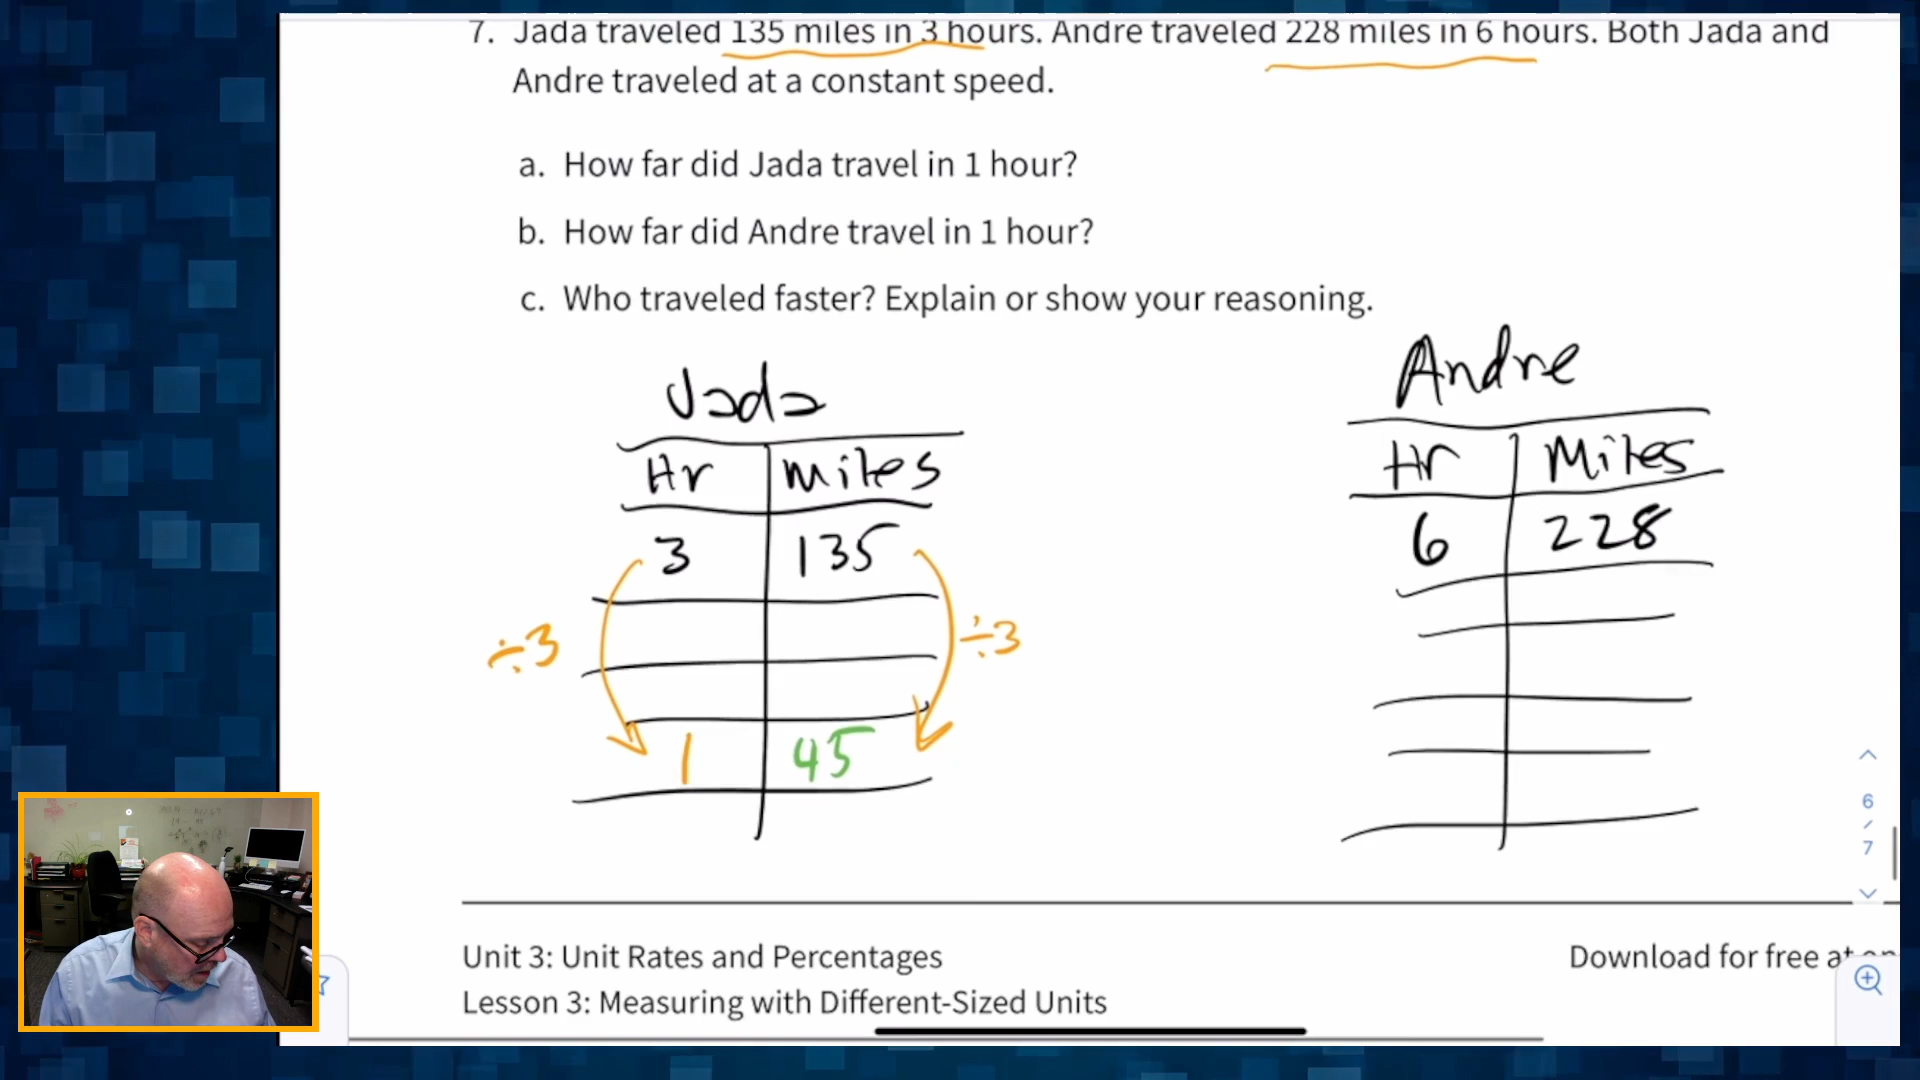 7. Jada traveled 135 miles in 3 hours. Andre traveled 228 miles in 6 hours. Both Jada and
Andre traveled at a constant speed.
a. How far did Jada travel in 1 hour?
b. How far did Andre travel in 1 hour?
c. Who traveled faster? Explain or show your reasoning.
Jada
Hr Miles
3 135
÷3 ÷3
1 45
Andre
Hr Miles
6 228
6
/
7
Unit 3: Unit Rates and Percentages
Download for free at
Lesson 3: Measuring with Different-Sized Units